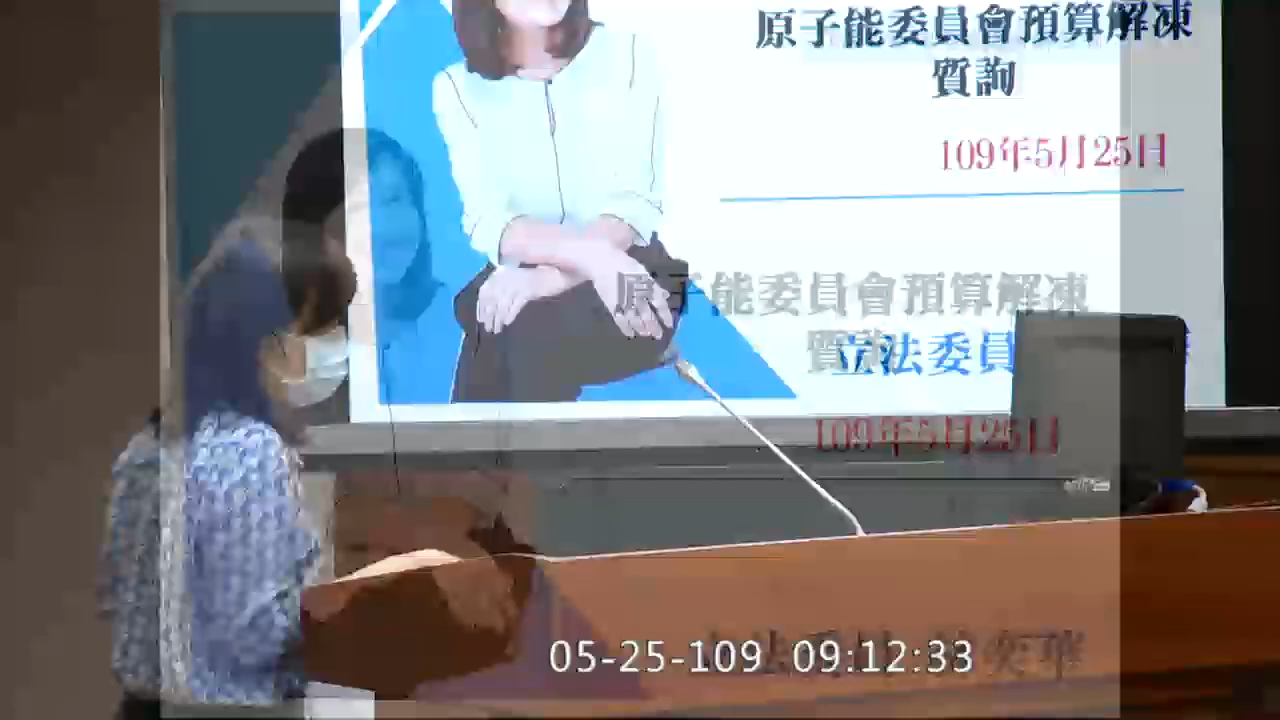 原子能委員會預算解凍
質詢
109年5月25日
原子能委員會預算解凍
質詢
立法委員
109年5月25日
05-25-109 09:12:33